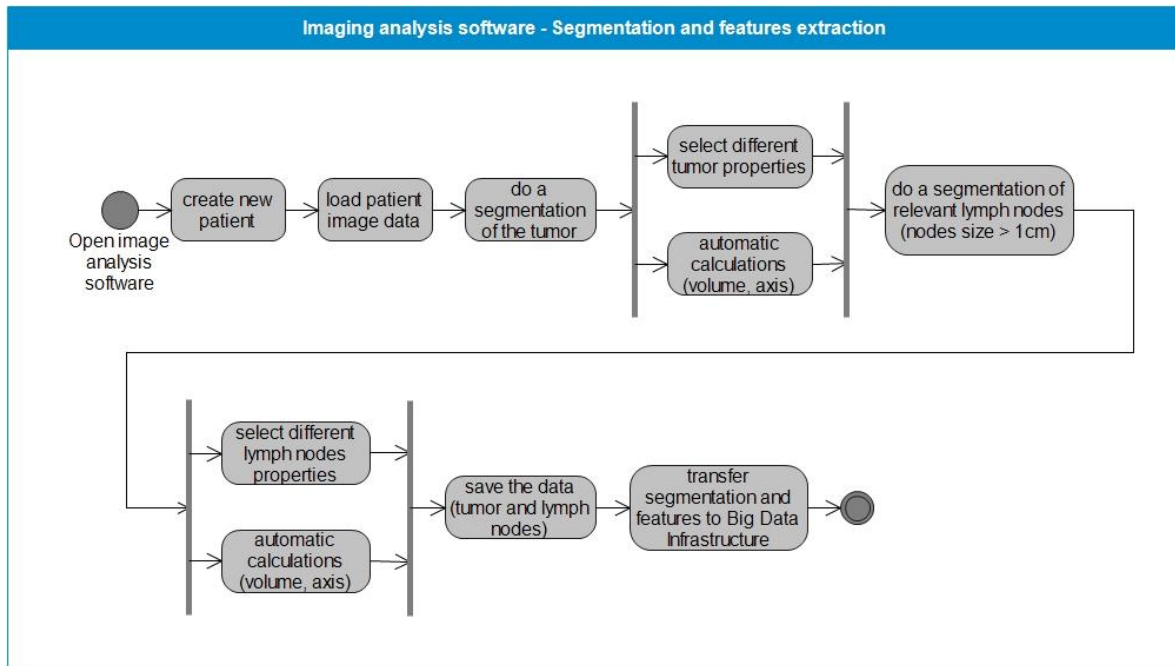 Imaging analysis software - Segmentation and features extraction
Open image
analysis
software
create new
patient
load patient
image data
do a
segmentation
of the tumor
select different
tumor properties
automatic
calculations
(volume, axis)
do a segmentation of
relevant lymph nodes
(nodes size > 1cm)
select different
lymph nodes
properties
automatic
calculations
(volume, axis)
save the data
(tumor and lymph
nodes)
transfer
segmentation and
features to Big Data
Infrastructure